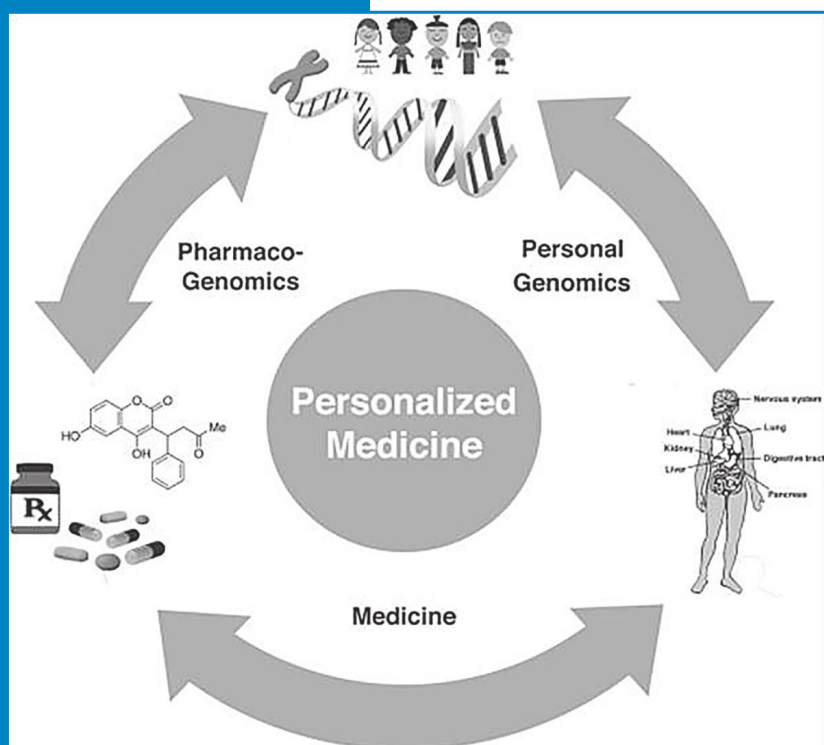 Pharmaco-
Genomics
Personal
Genomics
Personalized
Medicine
O
O
Me
HO
OH
O
Rx
Nervous system
Heart
Lung
Kidney
Digestive tract
Liver
Pancreas
Medicine